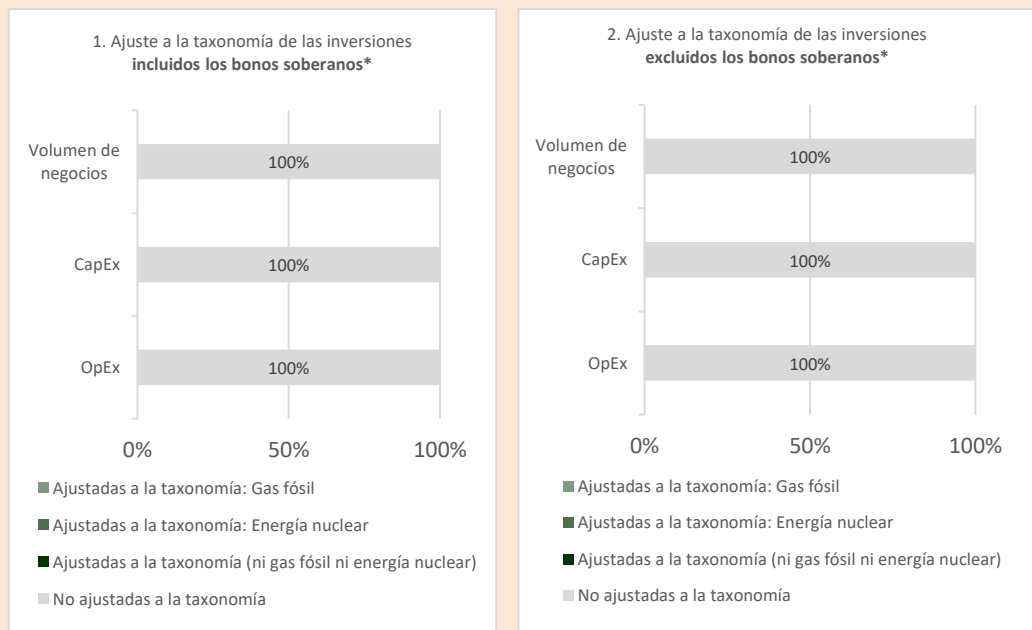 1. Ajuste a la taxonomía de las inversiones
incluidos los bonos soberanos*
Volumen de
negocios
100%
CapEx
100%
OpEx
100%
0%
50%
100%
Ajustadas a la taxonomía: Gas fósil
Ajustadas a la taxonomía: Energía nuclear
Ajustadas a la taxonomía (ni gas fósil ni energía nuclear)
No ajustadas a la taxonomía
2. Ajuste a la taxonomía de las inversiones
excluidos los bonos soberanos*
Volumen de
negocios
100%
CapEx
100%
OpEx
100%
0%
50%
100%
Ajustadas a la taxonomía: Gas fósil
Ajustadas a la taxonomía: Energía nuclear
Ajustadas a la taxonomía (ni gas fósil ni energía nuclear)
No ajustadas a la taxonomía